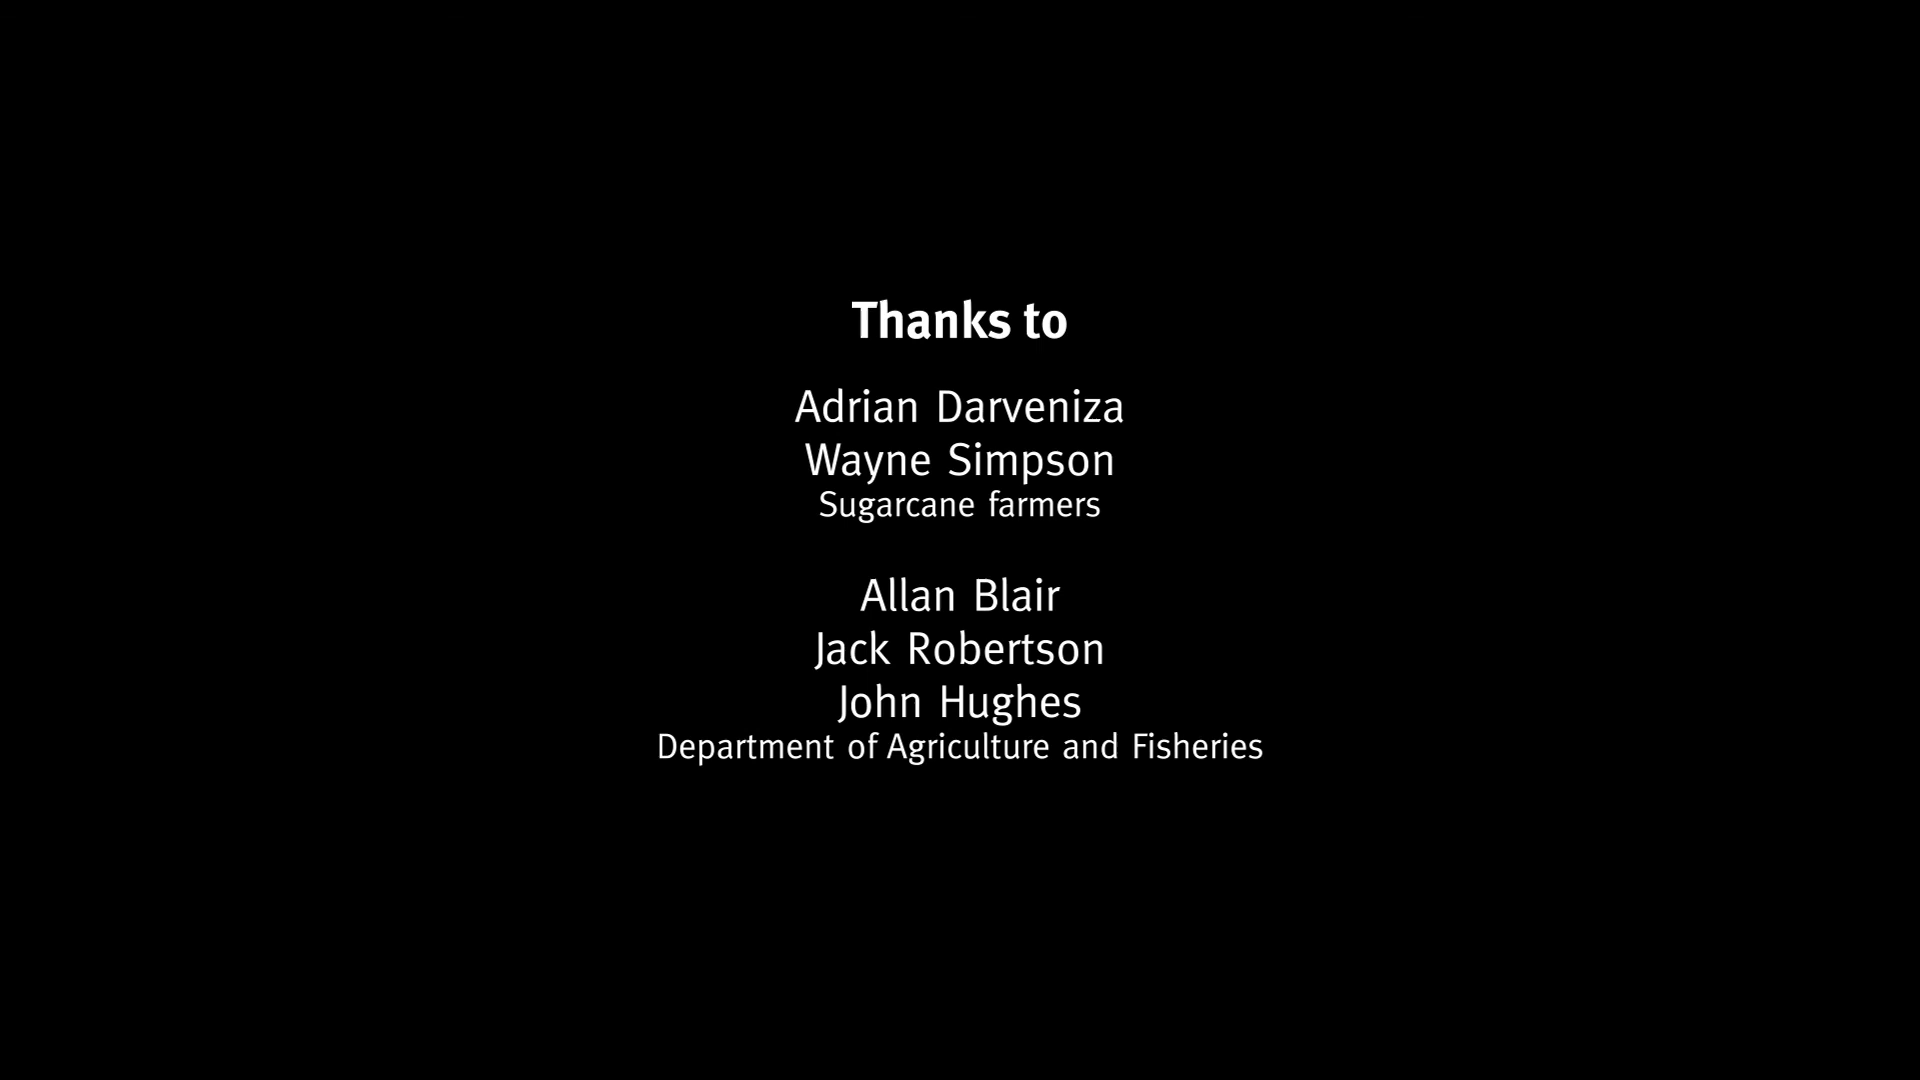 Thanks to
Adrian Darveniza
Wayne Simpson
Sugarcane farmers
Allan Blair
Jack Robertson
John Hughes
Department of Agriculture and Fisheries